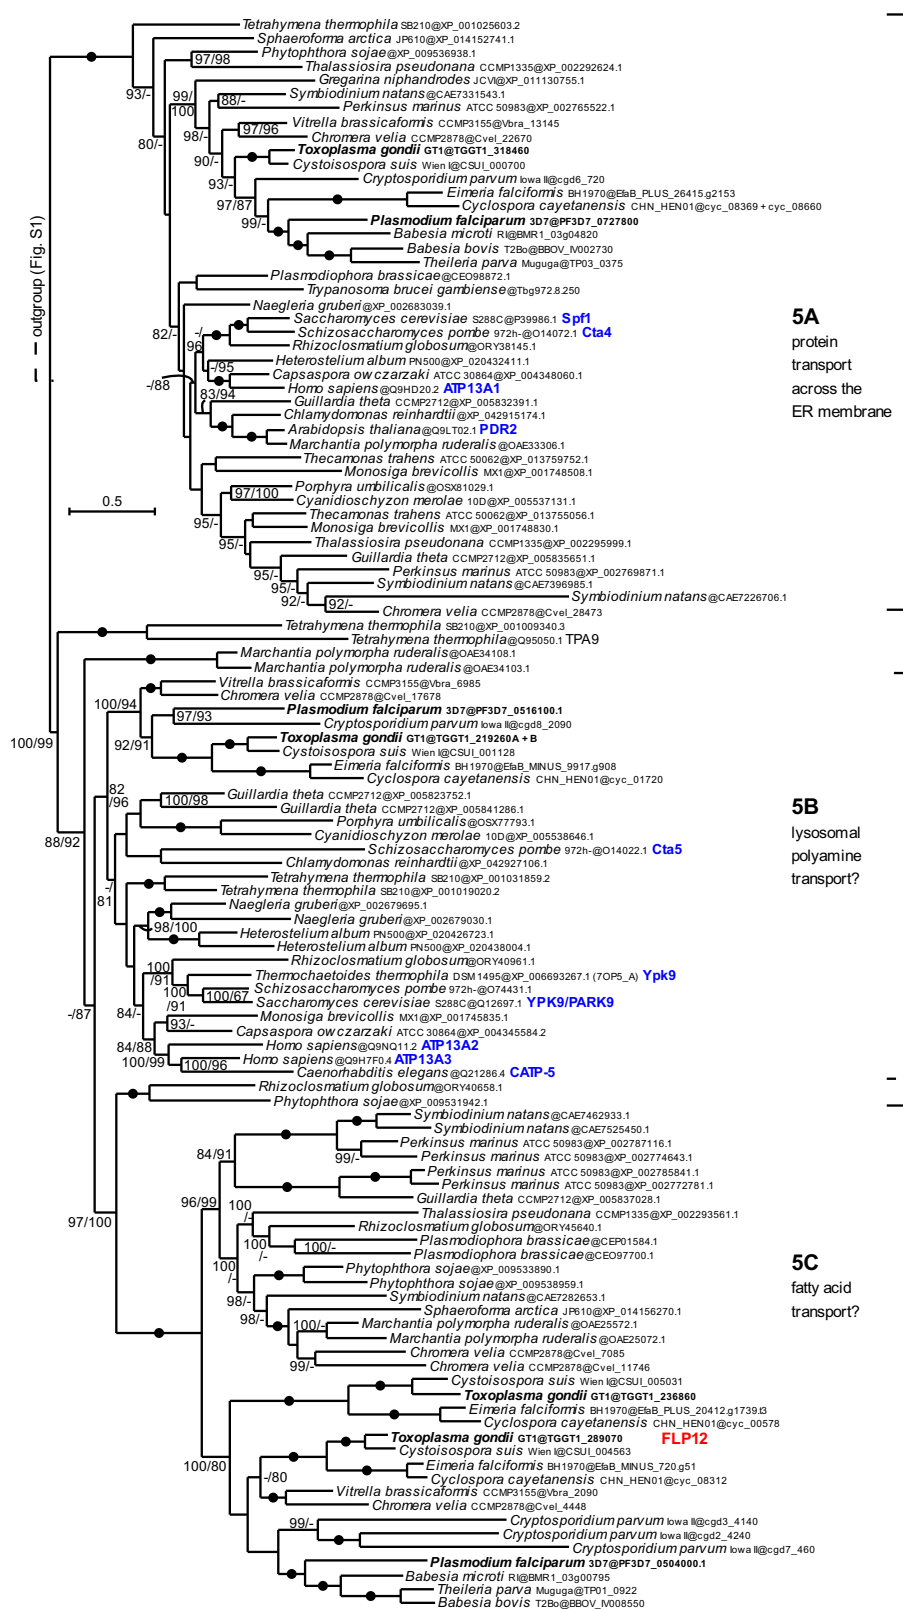 Tetrahymena thermophila SB210@XP_001025603.2
Sphaeroforma arctica JP610@XP_014152741.1
Phytophthora sojae@XP_009536938.1
97/98
Thalassiosira pseudonana CCMP1335@XP_002292624.1
Gregarina niphandrodes JCVI@XP_011130755.1
93/-
99/
100
Symbiodinium natans@CAE7331543.1
88/-
Perkinsus marinus ATCC 50983@XP_002765522.1
Vitrella brassicaformis CCMP3155@Vbra_13145
97/96
98/-
Chromera velia CCMP2878@Cvel_22670
80/-
Toxoplasma gondii GT1@TGGT1_318460
90/-
Cystoisospora suis Wien I@CSUI_000700
Cryptosporidium parvum Iowa II@cgd6_720
93/-
Eimeria falciformis BH1970@EfaB_PLUS_26415.g2153
97/87
Cyclospora cayetanensis CHN_HEN01@cyc_08369 + cyc_08660
99/-
Plasmodium falciparum 3D7@PF3D7_0727800
Babesia microti RI@BMR1_03g04820
Babesia bovis T2Bo@BBOV_IV002730
Theileria parva Muguga@TP03_0375
outgroup (Fig. S1)
Plasmodiophora brassicae@CEO98872.1
Trypanosoma brucei gambiense@Tbg972.8.250
Naegleria gruberi@XP_002683039.1
82/-
Saccharomyces cerevisiae S288C@P39986.1 Spf1
-/
96
Schizosaccharomyces pombe 972h-@O14072.1 Cta4
Rhizoclosmatium globosum@ORY38145.1
Heterostelium album PN500@XP_020432411.1
-/95
Capsaspora owczarzaki ATCC 30864@XP_004348060.1
-/88
Homo sapiens@Q9HD20.2 ATP13A1
83/94
Guillardia theta CCMP2712@XP_005832391.1
Chlamydomonas reinhardtii@XP_042915174.1
Arabidopsis thaliana@Q9LT02.1 PDR2
Marchantia polymorpha ruderalis@OAE33306.1
5A
protein
transport
across the
ER membrane
Thecamonas trahens ATCC 50062@XP_013759752.1
Monosiga brevicollis MX1@XP_001748508.1
Porphyra umbilicalis@OSX81029.1
97/100
0.5
Cyanidioschyzon merolae 10D@XP_005537131.1
Thecamonas trahens ATCC 50062@XP_013755056.1
95/-
Monosiga brevicollis MX1@XP_001748830.1
95/-
Thalassiosira pseudonana CCMP1335@XP_002295999.1
Guillardia theta CCMP2712@XP_005835651.1
95/-
Perkinsus marinus ATCC 50983@XP_002769871.1
95/-
Symbiodinium natans@CAE7396985.1
92/-
92/-
Symbiodinium natans@CAE7226706.1
Chromera velia CCMP2878@Cvel_28473
Tetrahymena thermophila SB210@XP_001009340.3
Tetrahymena thermophila@Q95050.1 TPA9
Marchantia polymorpha ruderalis@OAE34108.1
Marchantia polymorpha ruderalis@OAE34103.1
Vitrella brassicaformis CCMP3155@Vbra_6985
Chromera velia CCMP2878@Cvel_17678
100/94
Plasmodium falciparum 3D7@PF3D7_0516100.1
97/93
Cryptosporidium parvum Iowa II@cgd8_2090
100/99
92/91
Toxoplasma gondii GT1@TGGT1_219260A + B
Cystoisospora suis Wien I@CSUI_001128
Eimeria falciformis BH1970@EfaB_MINUS_9917.g908
Cyclospora cayetanensis CHN_HEN01@cyc_01720
82
/96
Guillardia theta CCMP2712@XP_005823752.1
100/98
Guillardia theta CCMP2712@XP_005841286.1
Porphyra umbilicalis@OSX77793.1
Cyanidioschyzon merolae 10D@XP_005538646.1
88/92
Schizosaccharomyces pombe 972h-@O14022.1 Cta5
Chlamydomonas reinhardtii@XP_042927106.1
Tetrahymena thermophila SB210@XP_001031859.2
-/
81
Tetrahymena thermophila SB210@XP_001019020.2
Naegleria gruberi@XP_002679695.1
Naegleria gruberi@XP_002679030.1
98/100
Heterostelium album PN500@XP_020426723.1
Heterostelium album PN500@XP_020438004.1
5B
lysosomal
polyamine
transport?
Rhizoclosmatium globosum@ORY40961.1
100
/91
Thermochaetoides thermophila DSM 1495@XP_006693267.1 (7OP5_A) Ypk9
100
/91
Schizosaccharomyces pombe 972h-@O74431.1
100/67
Saccharomyces cerevisiae S288C@Q12697.1 YPK9/PARK9
84/-
-/87
Monosiga brevicollis MX1@XP_001745835.1
93/-
Capsaspora owczarzaki ATCC 30864@XP_004345584.2
84/88
Homo sapiens@Q9NQ11.2 ATP13A2
100/99
Homo sapiens@Q9H7F0.4 ATP13A3
100/96
Caenorhabditis elegans@Q21286.4 CATP-5
Rhizoclosmatium globosum@ORY40658.1
Phytophthora sojae@XP_009531942.1
Symbiodinium natans@CAE7462933.1
Symbiodinium natans@CAE7525450.1
Perkinsus marinus ATCC 50983@XP_002787116.1
84/91
99/-
Perkinsus marinus ATCC 50983@XP_002774643.1
Perkinsus marinus ATCC 50983@XP_002785841.1
Perkinsus marinus ATCC 50983@XP_002772781.1
Guillardia theta CCMP2712@XP_005837028.1
96/99
97/100
100
/-
Thalassiosira pseudonana CCMP1335@XP_002293561.1
Rhizoclosmatium globosum@ORY45640.1
100
/-
Plasmodiophora brassicae@CEP01584.1
100/-
Plasmodiophora brassicae@CEO97700.1
100
/-
Phytophthora sojae@XP_009533890.1
Phytophthora sojae@XP_009538959.1
98/-
Symbiodinium natans@CAE7282653.1
98/-
Sphaeroforma arctica JP610@XP_014156270.1
Marchantia polymorpha ruderalis@OAE25572.1
100/-
Marchantia polymorpha ruderalis@OAE25072.1
Chromera velia CCMP2878@Cvel_7085
99/-
Chromera velia CCMP2878@Cvel_11746
5C
fatty acid
transport?
Cystoisospora suis Wien I@CSUI_005031
Toxoplasma gondii GT1@TGGT1_236860
Eimeria falciformis BH1970@EfaB_PLUS_20412.g1739.t3
Cyclospora cayetanensis CHN_HEN01@cyc_00578
Toxoplasma gondii GT1@TGGT1_289070 FLP12
100/80
Cystoisospora suis Wien I@CSUI_004563
Eimeria falciformis BH1970@EfaB_MINUS_720.g51
-/80
Cyclospora cayetanensis CHN_HEN01@cyc_08312
Vitrella brassicaformis CCMP3155@Vbra_2090
Chromera velia CCMP2878@Cvel_4448
99/-
Cryptosporidium parvum Iowa II@cgd3_4140
Cryptosporidium parvum Iowa II@cgd2_4240
Cryptosporidium parvum Iowa II@cgd7_460
Plasmodium falciparum 3D7@PF3D7_0504000.1
Babesia microti RI@BMR1_03g00795
Theileria parva Muguga@TP01_0922
Babesia bovis T2Bo@BBOV_IV008550